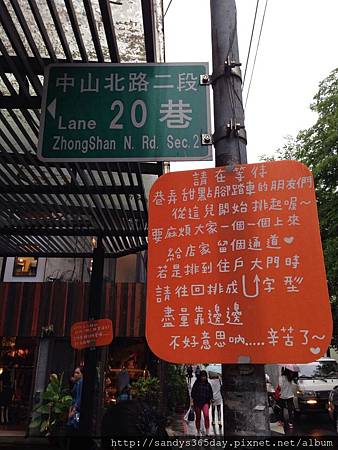 中山北路二段
Lane 20 巷
ZhongShan N. Rd. Sec.2
請在等待
巷弄甜點腳踏車的朋友們
從這兒開始排起喔~
要麻煩大家一個一個上來
給店家留個通道♥
若是排到住戶大門時
請往回排成U字型
盡量靠邊邊
不好意思吶.....辛苦了~♡
http://sandys365day.pixnet.net/blog